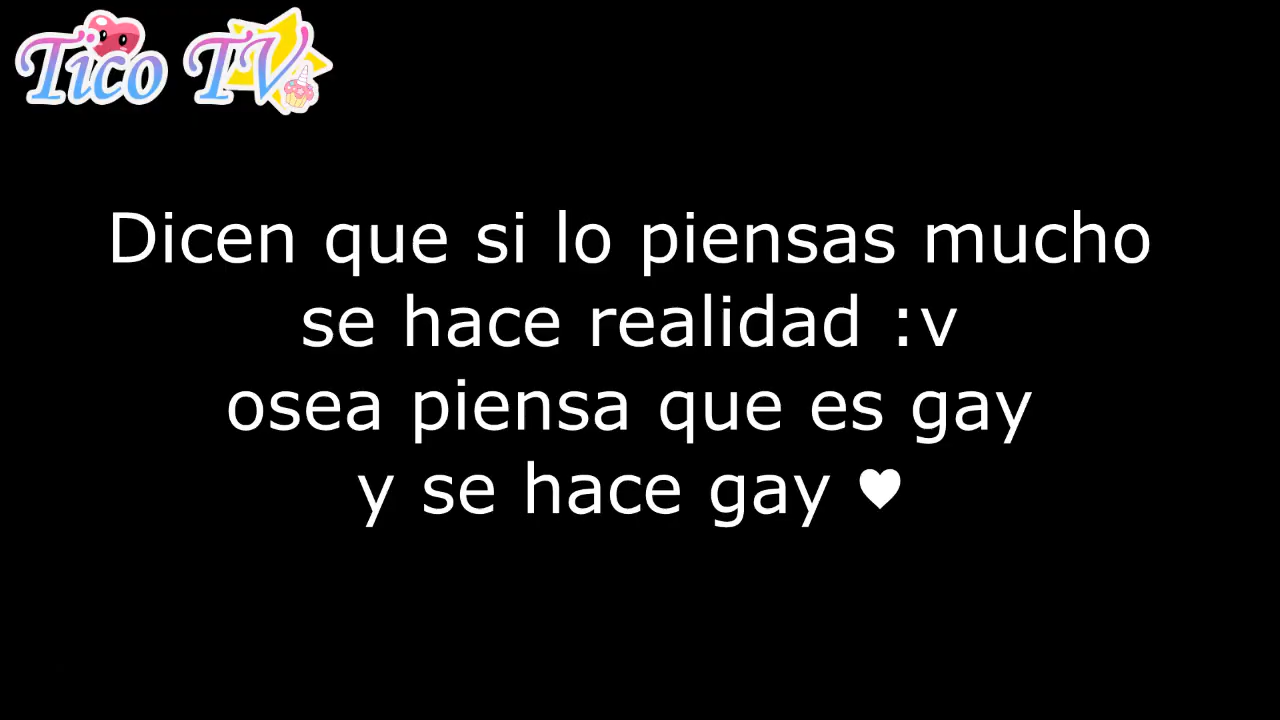 Tico TV
Dicen que si lo piensas mucho
se hace realidad :v
osea piensa que es gay
y se hace gay ♥